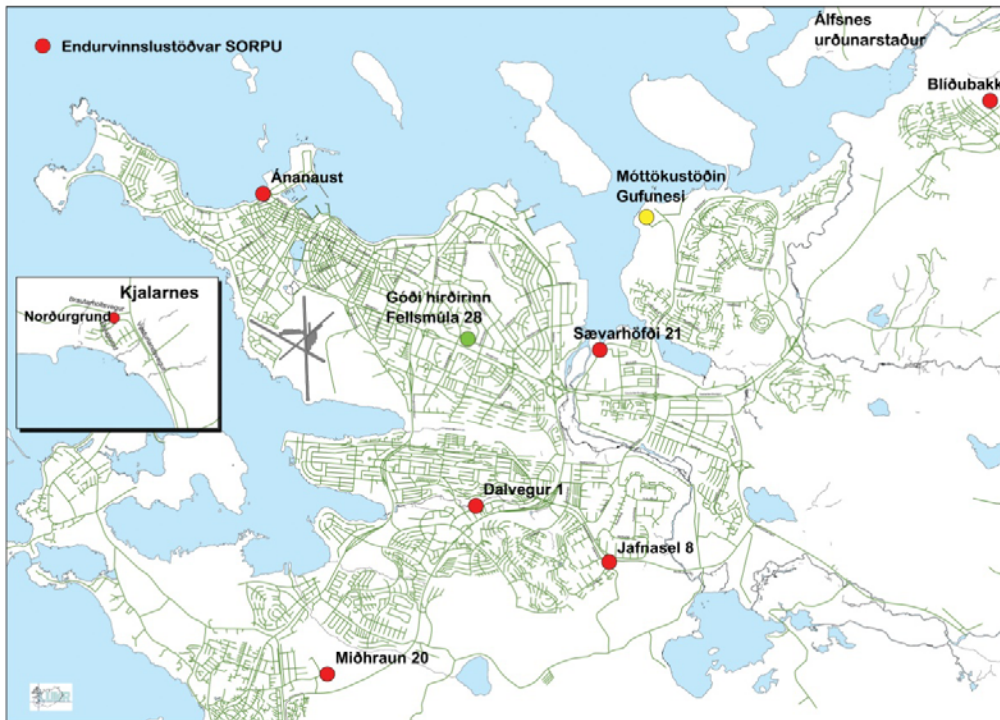 Endurvinnslustöðvar SORPU
Álfsnes
urðunarstaður
Blíðubakk
Ánanaust
Móttökustöðin
Gufunesi
Kjalarnes
Norðurgrund
Góði hirðirinn
Fellsmúla 28
Sævarhöfði 21
Dalvegur 1
Jafnasel 8
Miðhraun 20